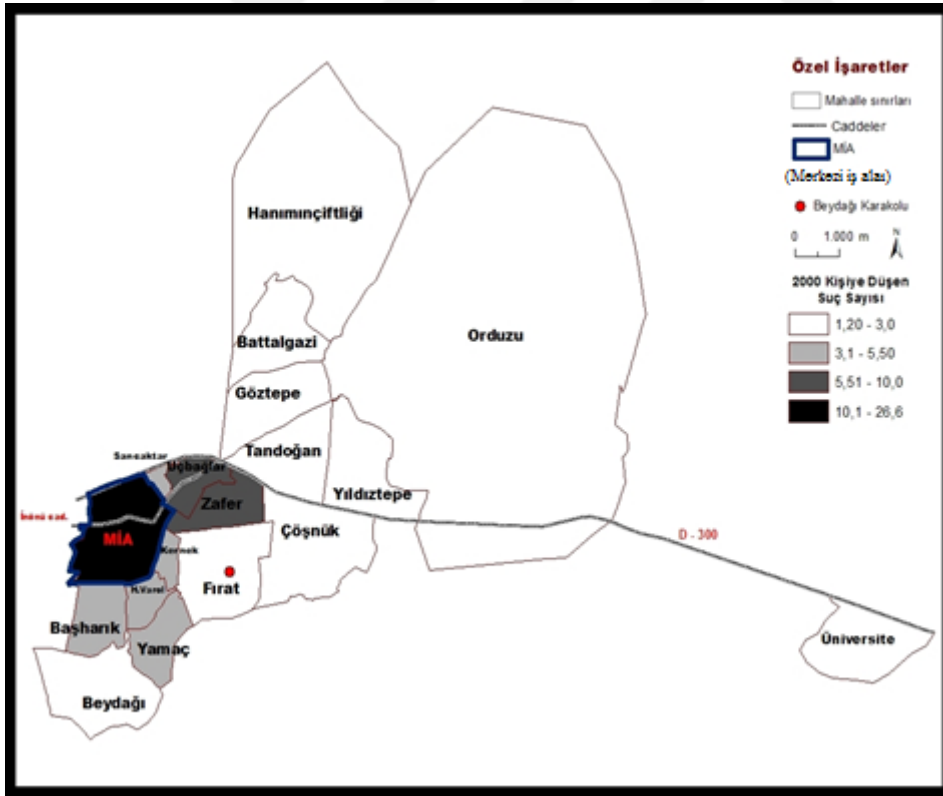 Özel İşaretler
Mahalle sınırları
Caddeler
MİA
(Merkezi iş alas)
Beydağı Karakolu
0 1.000 m
N
2000 Kişiye Düşen
Suç Sayısı
1,20 - 3,0
3,1 - 5,50
5,51 - 10,0
10,1 - 26,6
Hanımınçiftliği
Orduzu
Battalgazi
Göztepe
Tandoğan
Sancaktar
Üçbağlar
Yıldıztepe
Zafer
İnönü cad.
MİA
Çöşnük
D - 300
Kernek
Fırat
H.Varol
Başharık
Yamaç
Üniversite
Beydağı